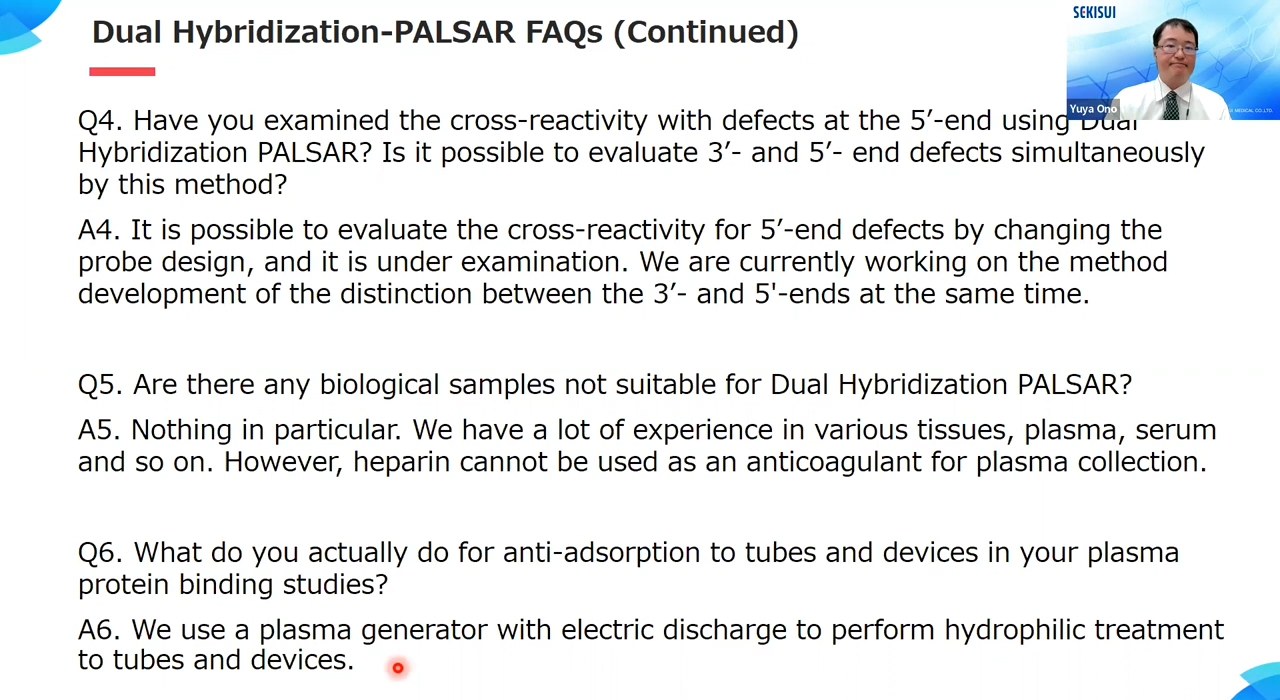 Dual Hybridization-PALSAR FAQs (Continued)
SEKISUI
Yuya Ono
MEDICAL CO.,LTD.
Q4. Have you examined the cross-reactivity with defects at the 5′-end using Dual
Hybridization PALSAR? Is it possible to evaluate 3′- and 5′- end defects simultaneously
by this method?
A4. It is possible to evaluate the cross-reactivity for 5′-end defects by changing the
probe design, and it is under examination. We are currently working on the method
development of the distinction between the 3′- and 5'-ends at the same time.
Q5. Are there any biological samples not suitable for Dual Hybridization PALSAR?
A5. Nothing in particular. We have a lot of experience in various tissues, plasma, serum
and so on. However, heparin cannot be used as an anticoagulant for plasma collection.
Q6. What do you actually do for anti-adsorption to tubes and devices in your plasma
protein binding studies?
A6. We use a plasma generator with electric discharge to perform hydrophilic treatment
to tubes and devices.